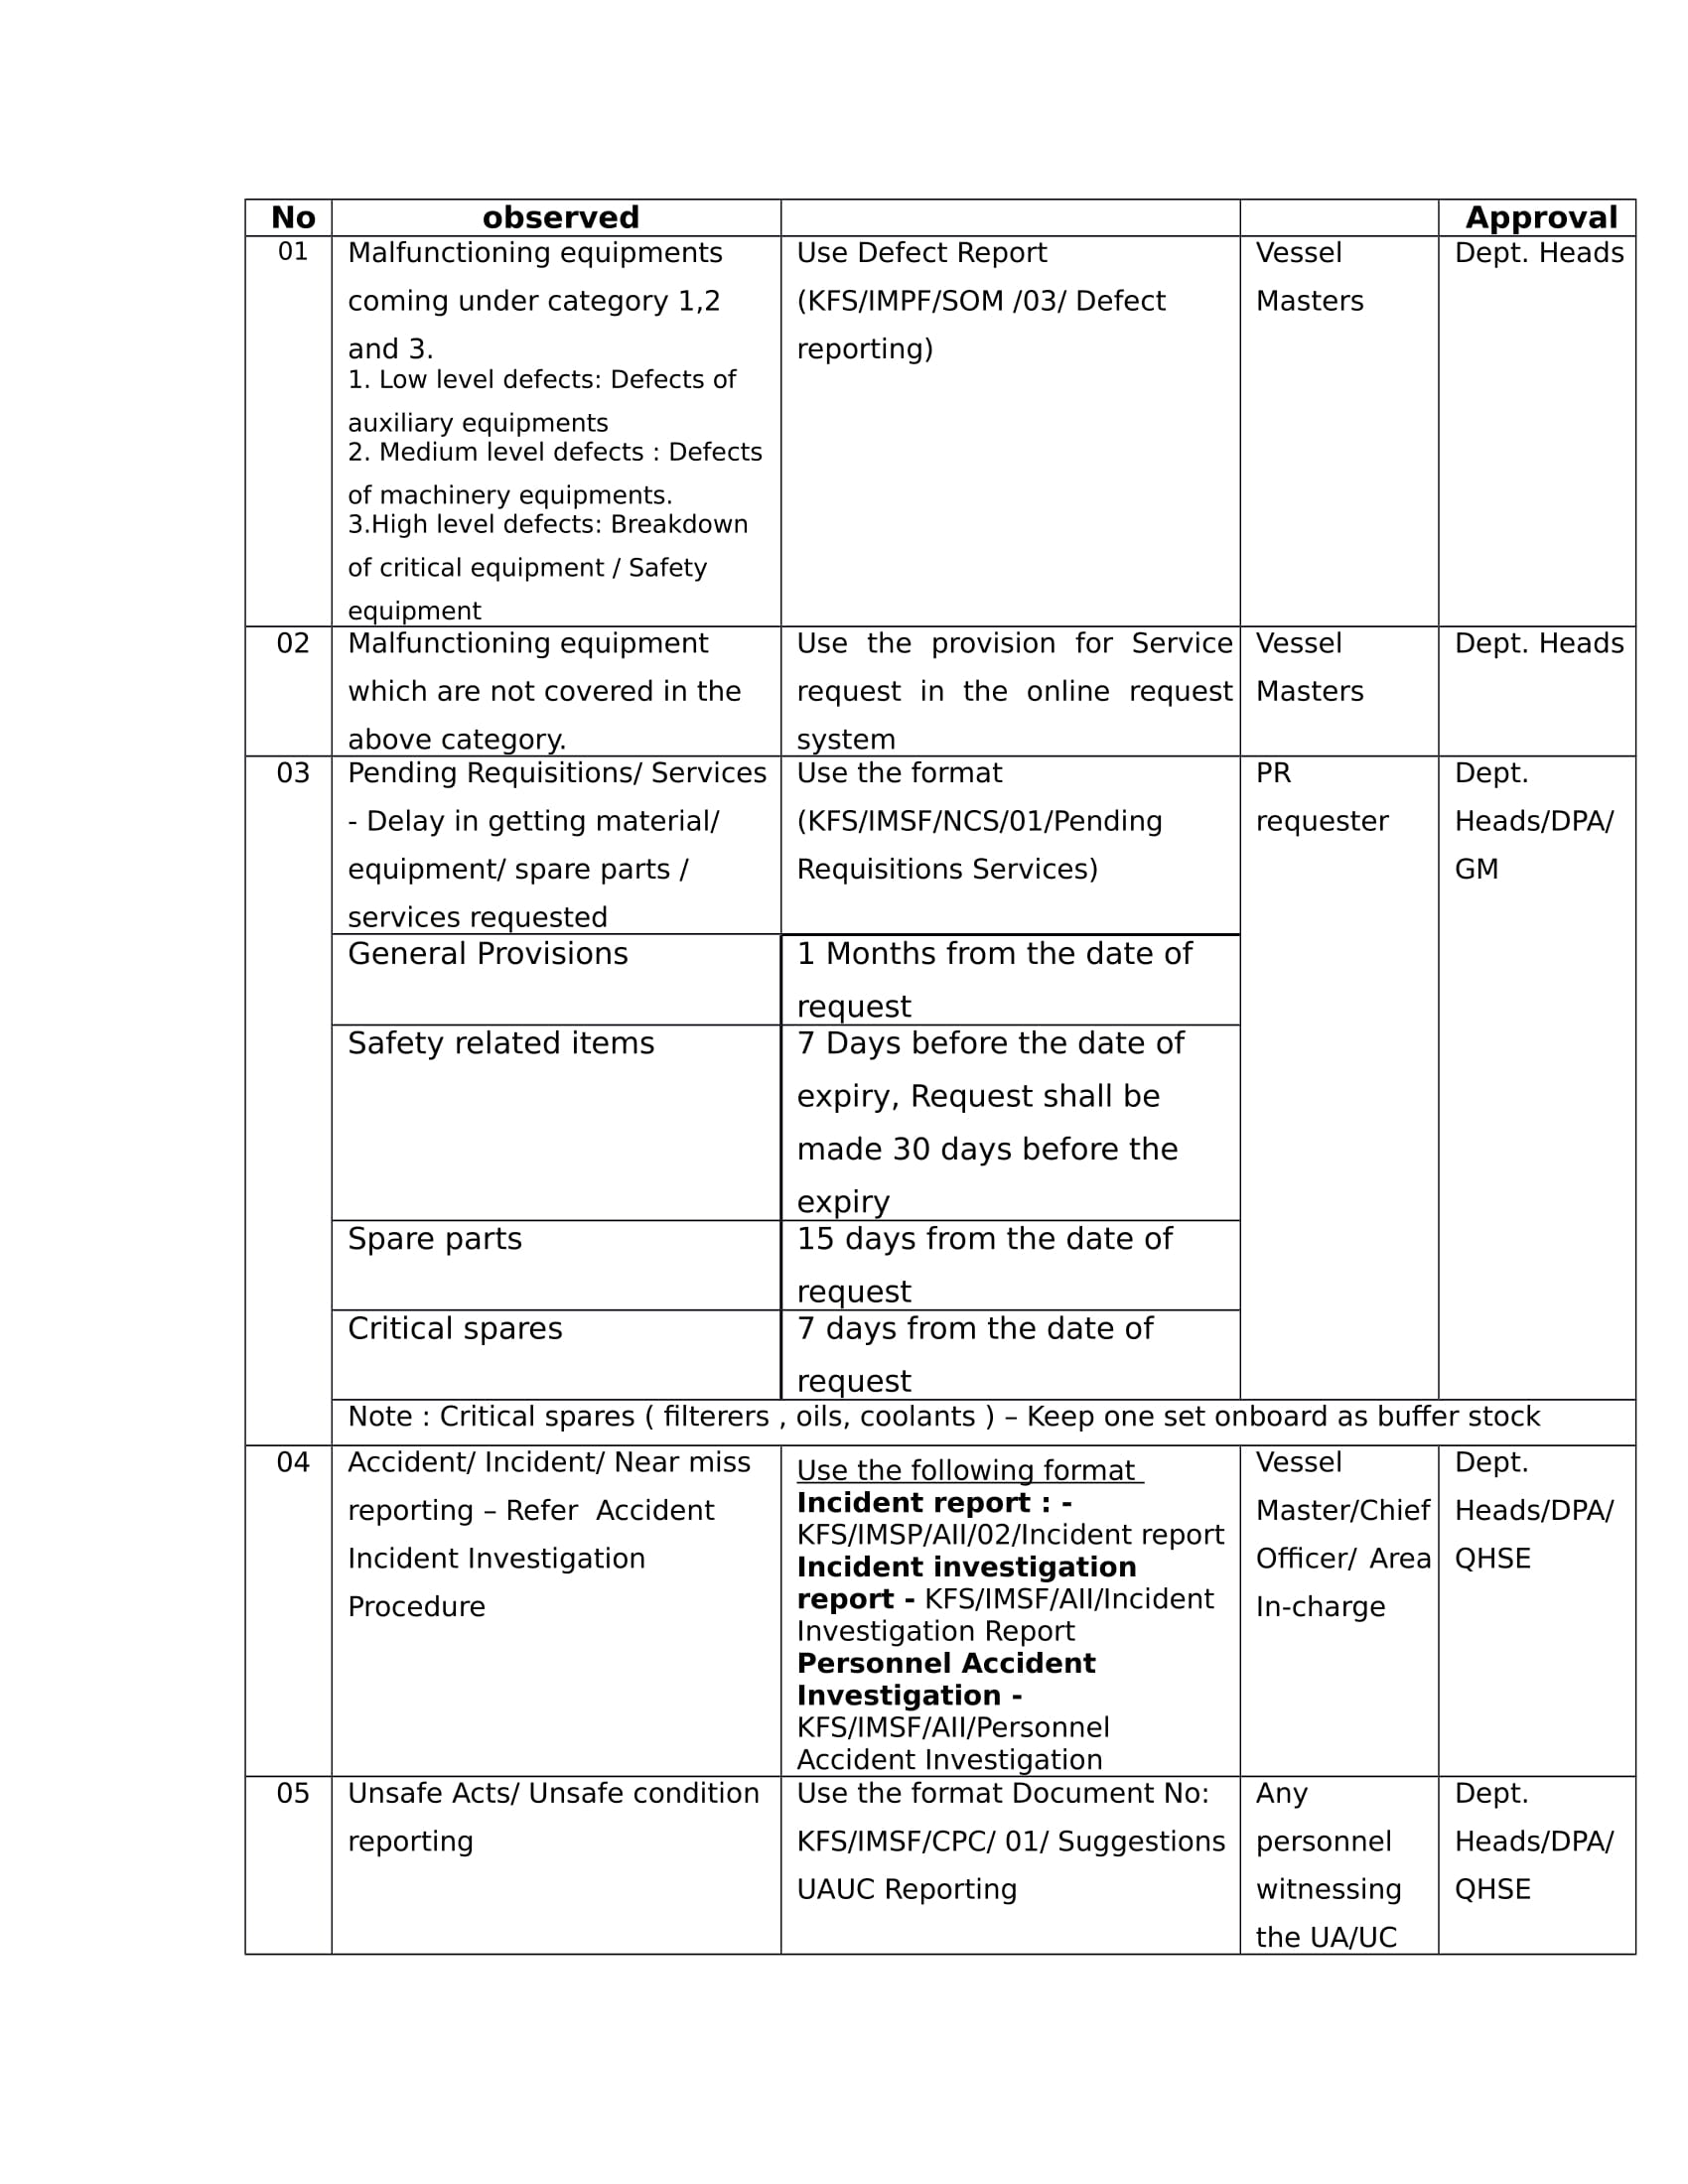 No observed Approval
01 Malfunctioning equipments Use Defect Report Vessel Dept. Heads
coming under category 1,2 (KFS/IMPF/SOM /03/ Defect Masters
and 3. reporting)
1. Low level defects: Defects of
auxiliary equipments
2. Medium level defects : Defects
of machinery equipments.
3.High level defects: Breakdown
of critical equipment / Safety
equipment
02 Malfunctioning equipment Use the provision for Service Vessel Dept. Heads
which are not covered in the request in the online request Masters
above category. system
03 Pending Requisitions/ Services Use the format PR Dept.
- Delay in getting material/ (KFS/IMSF/NCS/01/Pending requester Heads/DPA/
equipment/ spare parts / Requisitions Services) GM
services requested
General Provisions 1 Months from the date of
request
Safety related items 7 Days before the date of
expiry, Request shall be
made 30 days before the
expiry
Spare parts 15 days from the date of
request
Critical spares 7 days from the date of
request
Note : Critical spares ( filterers , oils, coolants ) – Keep one set onboard as buffer stock
04 Accident/ Incident/ Near miss Use the following format Vessel Dept.
reporting – Refer Accident Incident report : - Master/Chief Heads/DPA/
Incident Investigation KFS/IMSP/AII/02/Incident report Officer/ Area QHSE
Procedure Incident investigation In-charge
report - KFS/IMSF/AII/Incident
Investigation Report
Personnel Accident
Investigation -
KFS/IMSF/AII/Personnel
Accident Investigation
05 Unsafe Acts/ Unsafe condition Use the format Document No: Any Dept.
reporting KFS/IMSF/CPC/ 01/ Suggestions personnel Heads/DPA/
UAUC Reporting witnessing QHSE
the UA/UC